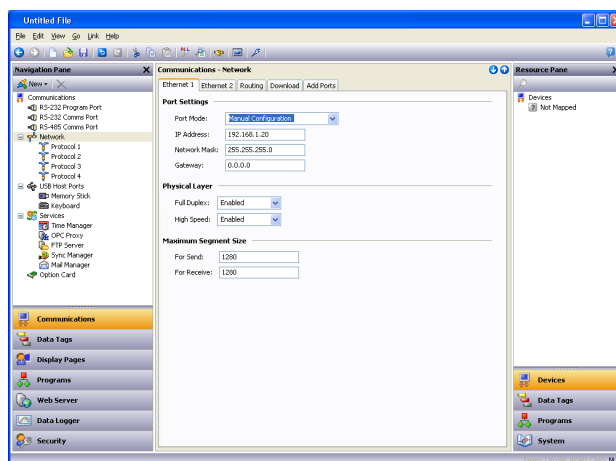 Untitled File
File Edit View Go Link Help
Navigation Pane X
New X
Communications
RS-232 Program Port
RS-232 Comms Port
RS-485 Comms Port
Network
Protocol 1
Protocol 2
Protocol 3
Protocol 4
USB Host Ports
Memory Stick
Keyboard
Services
Time Manager
OPC Proxy
FTP Server
Sync Manager
Mail Manager
Option Card
Communications
Data Tags
Display Pages
Programs
Web Server
Data Logger
Security
Communications - Network
Ethernet 1 Ethernet 2 Routing Download Add Ports
Port Settings
Port Mode: Manual Configuration
IP Address: 192.168.1.20
Network Mask: 255.255.255.0
Gateway: 0.0.0.0
Physical Layer
Full Duplex: Enabled
High Speed: Enabled
Maximum Segment Size
For Send: 1280
For Receive: 1280
Resource Pane
Devices
Not Mapped
Devices
Data Tags
Programs
System